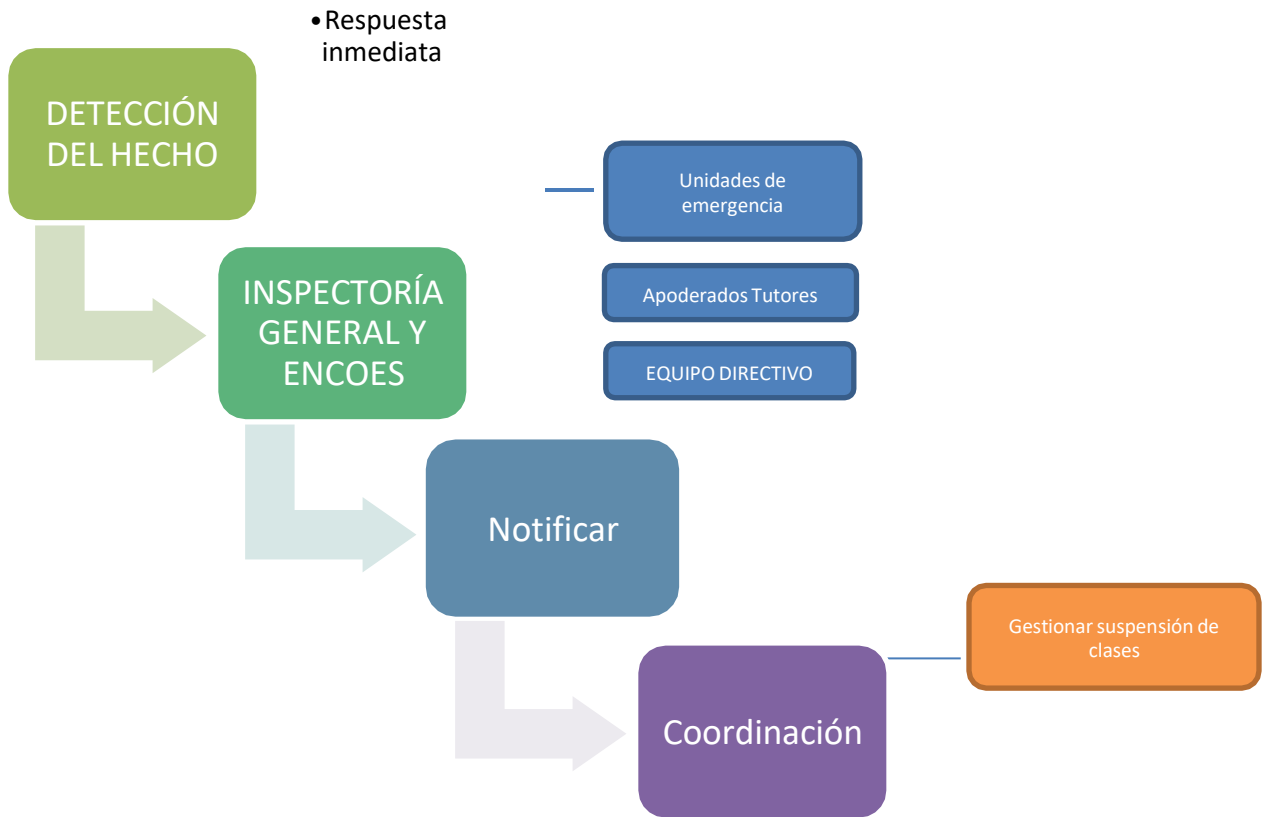 •Respuesta
inmediata
DETECCIÓN
DEL HECHO
INSPECTORÍA
GENERAL Y
ENCOES
Unidades de
emergencia
Apoderados Tutores
EQUIPO DIRECTIVO
Notificar
Coordinación
Gestionar suspensión de
clases